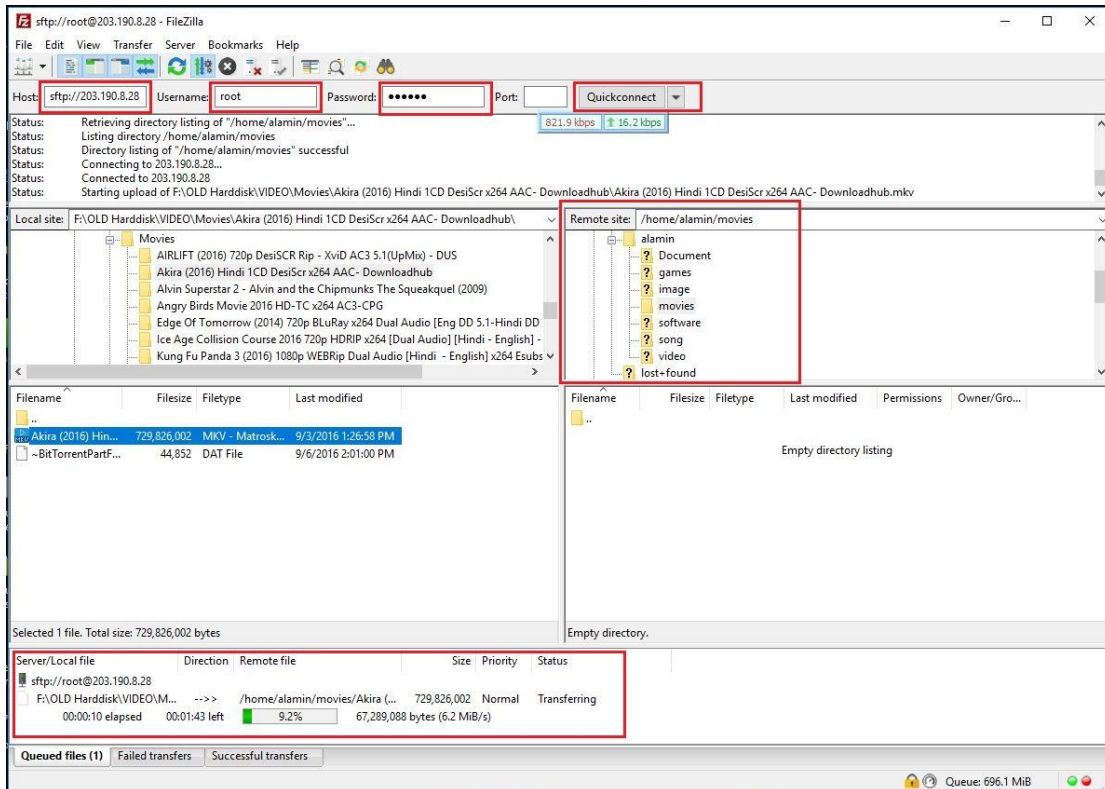 sftp://root@203.190.8.28 - FileZilla
File Edit View Transfer Server Bookmarks Help
Host: sftp://203.190.8.28 Username: root Password: ●●●●●● Port: Quickconnect
821.9 kbps 16.2 kbps
Status: Retrieving directory listing of "/home/alamin/movies"...
Status: Listing directory /home/alamin/movies
Status: Directory listing of "/home/alamin/movies" successful
Status: Connecting to 203.190.8.28...
Status: Connected to 203.190.8.28
Status: Starting upload of F:\OLD Harddisk\VIDEO\Movies\Akira (2016) Hindi 1CD DesiScr x264 AAC- Downloadhub\Akira (2016) Hindi 1CD DesiScr x264 AAC- Downloadhub.mkv
Local site: F:\OLD Harddisk\VIDEO\Movies\Akira (2016) Hindi 1CD DesiScr x264 AAC- Downloadhub\
Movies
AIRLIFT (2016) 720p DesiSCR Rip - XviD AC3 5.1(UpMix) - DUS
Akira (2016) Hindi 1CD DesiScr x264 AAC- Downloadhub
Alvin Superstar 2 - Alvin and the Chipmunks The Squeakquel (2009)
Angry Birds Movie 2016 HD-TC x264 AC3-CPG
Edge Of Tomorrow (2014) 720p BLuRay x264 Dual Audio [Eng DD 5.1-Hindi DD
Ice Age Collision Course 2016 720p HDRIP x264 [Dual Audio] [Hindi - English] -
Kung Fu Panda 3 (2016) 1080p WEBRip Dual Audio [Hindi - English] x264 Esubs
Remote site: /home/alamin/movies
alamin
? Document
? games
? image
movies
? software
? song
? video
? lost+found
Filename Filesize Filetype Last modified
..
Akira (2016) Hin... 729,826,002 MKV - Matrosk... 9/3/2016 1:26:58 PM
~BitTorrentPartF... 44,852 DAT File 9/6/2016 2:01:00 PM
Selected 1 file. Total size: 729,826,002 bytes
Filename Filesize Filetype Last modified Permissions Owner/Gro...
..
Empty directory listing
Empty directory.
Server/Local file Direction Remote file Size Priority Status
sftp://root@203.190.8.28
F:\OLD Harddisk\VIDEO\M... -->> /home/alamin/movies/Akira (... 729,826,002 Normal Transferring
00:00:10 elapsed 00:01:43 left 9.2% 67,289,088 bytes (6.2 MiB/s)
Queued files (1) Failed transfers Successful transfers
Queue: 696.1 MiB